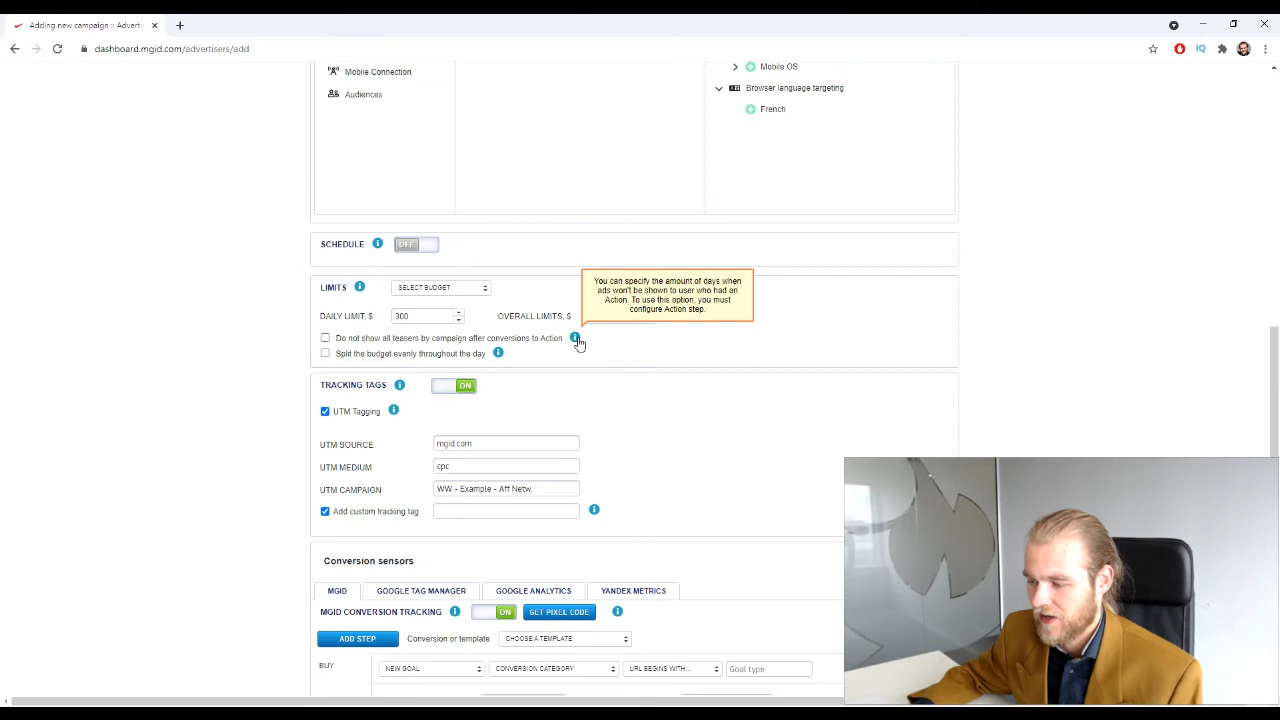 Adding new campaign :: Adverti
dashboard.mgid.com/advertisers/add
IQ
Mobile Connection
Mobile OS
Audiences
Browser language targeting
French
SCHEDULE
OFF
You can specify the amount of days when
ads won't be shown to user who had an
Action. To use this option, you must
configure Action step.
LIMITS
SELECT BUDGET
DAILY LIMIT, $
300
OVERALL LIMITS, $
Do not show all teasers by campaign after conversions to Action
Split the budget evenly throughout the day
TRACKING TAGS
ON
UTM Tagging
UTM SOURCE
mgid.com
UTM MEDIUM
cpc
UTM CAMPAIGN
WW - Example - Aff Netw.
Add custom tracking tag
Conversion sensors
MGID
GOOGLE TAG MANAGER
GOOGLE ANALYTICS
YANDEX METRICS
MGID CONVERSION TRACKING
ON
GET PIXEL CODE
ADD STEP
Conversion or template
CHOOSE A TEMPLATE
BUY
NEW GOAL
CONVERSION CATEGORY
URL BEGINS WITH...
Goal type